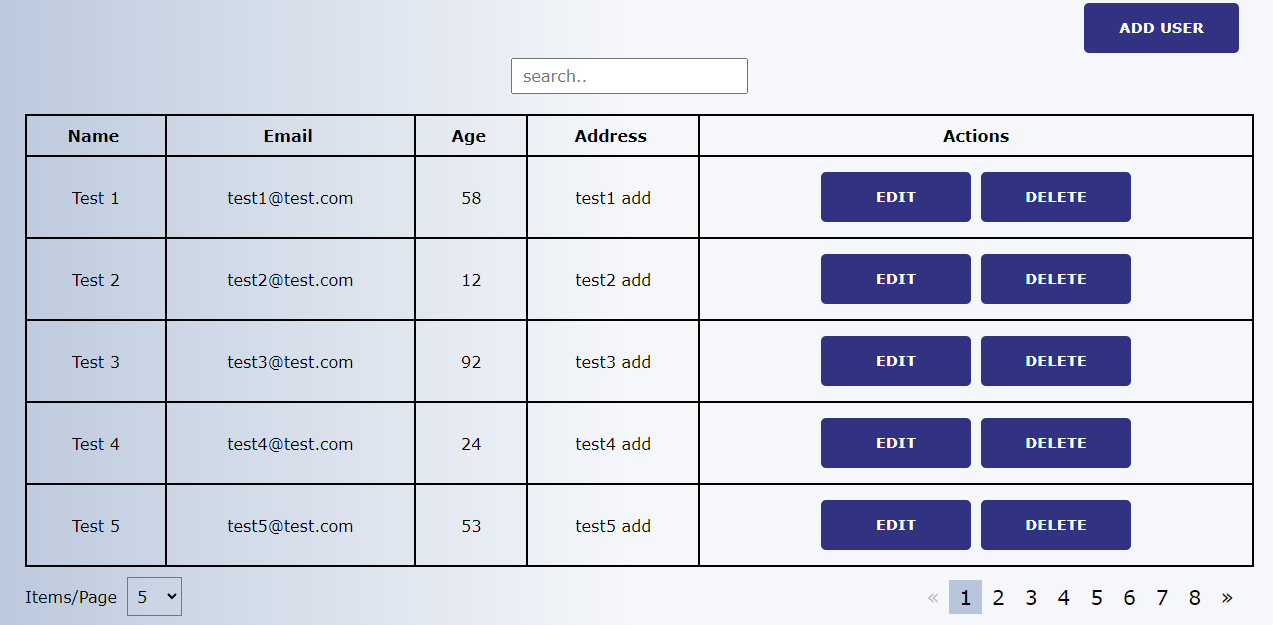 ADD USER
search..
Name Email Age Address Actions
Test 1 test1@test.com 58 test1 add EDIT DELETE
Test 2 test2@test.com 12 test2 add EDIT DELETE
Test 3 test3@test.com 92 test3 add EDIT DELETE
Test 4 test4@test.com 24 test4 add EDIT DELETE
Test 5 test5@test.com 53 test5 add EDIT DELETE
Items/Page 5 « 1 2 3 4 5 6 7 8 »